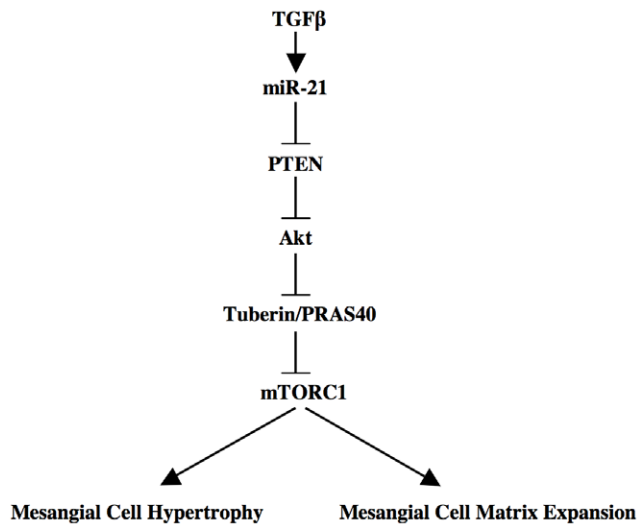 TGFβ
miR-21
PTEN
Akt
Tuberin/PRAS40
mTORC1
Mesangial Cell Hypertrophy
Mesangial Cell Matrix Expansion